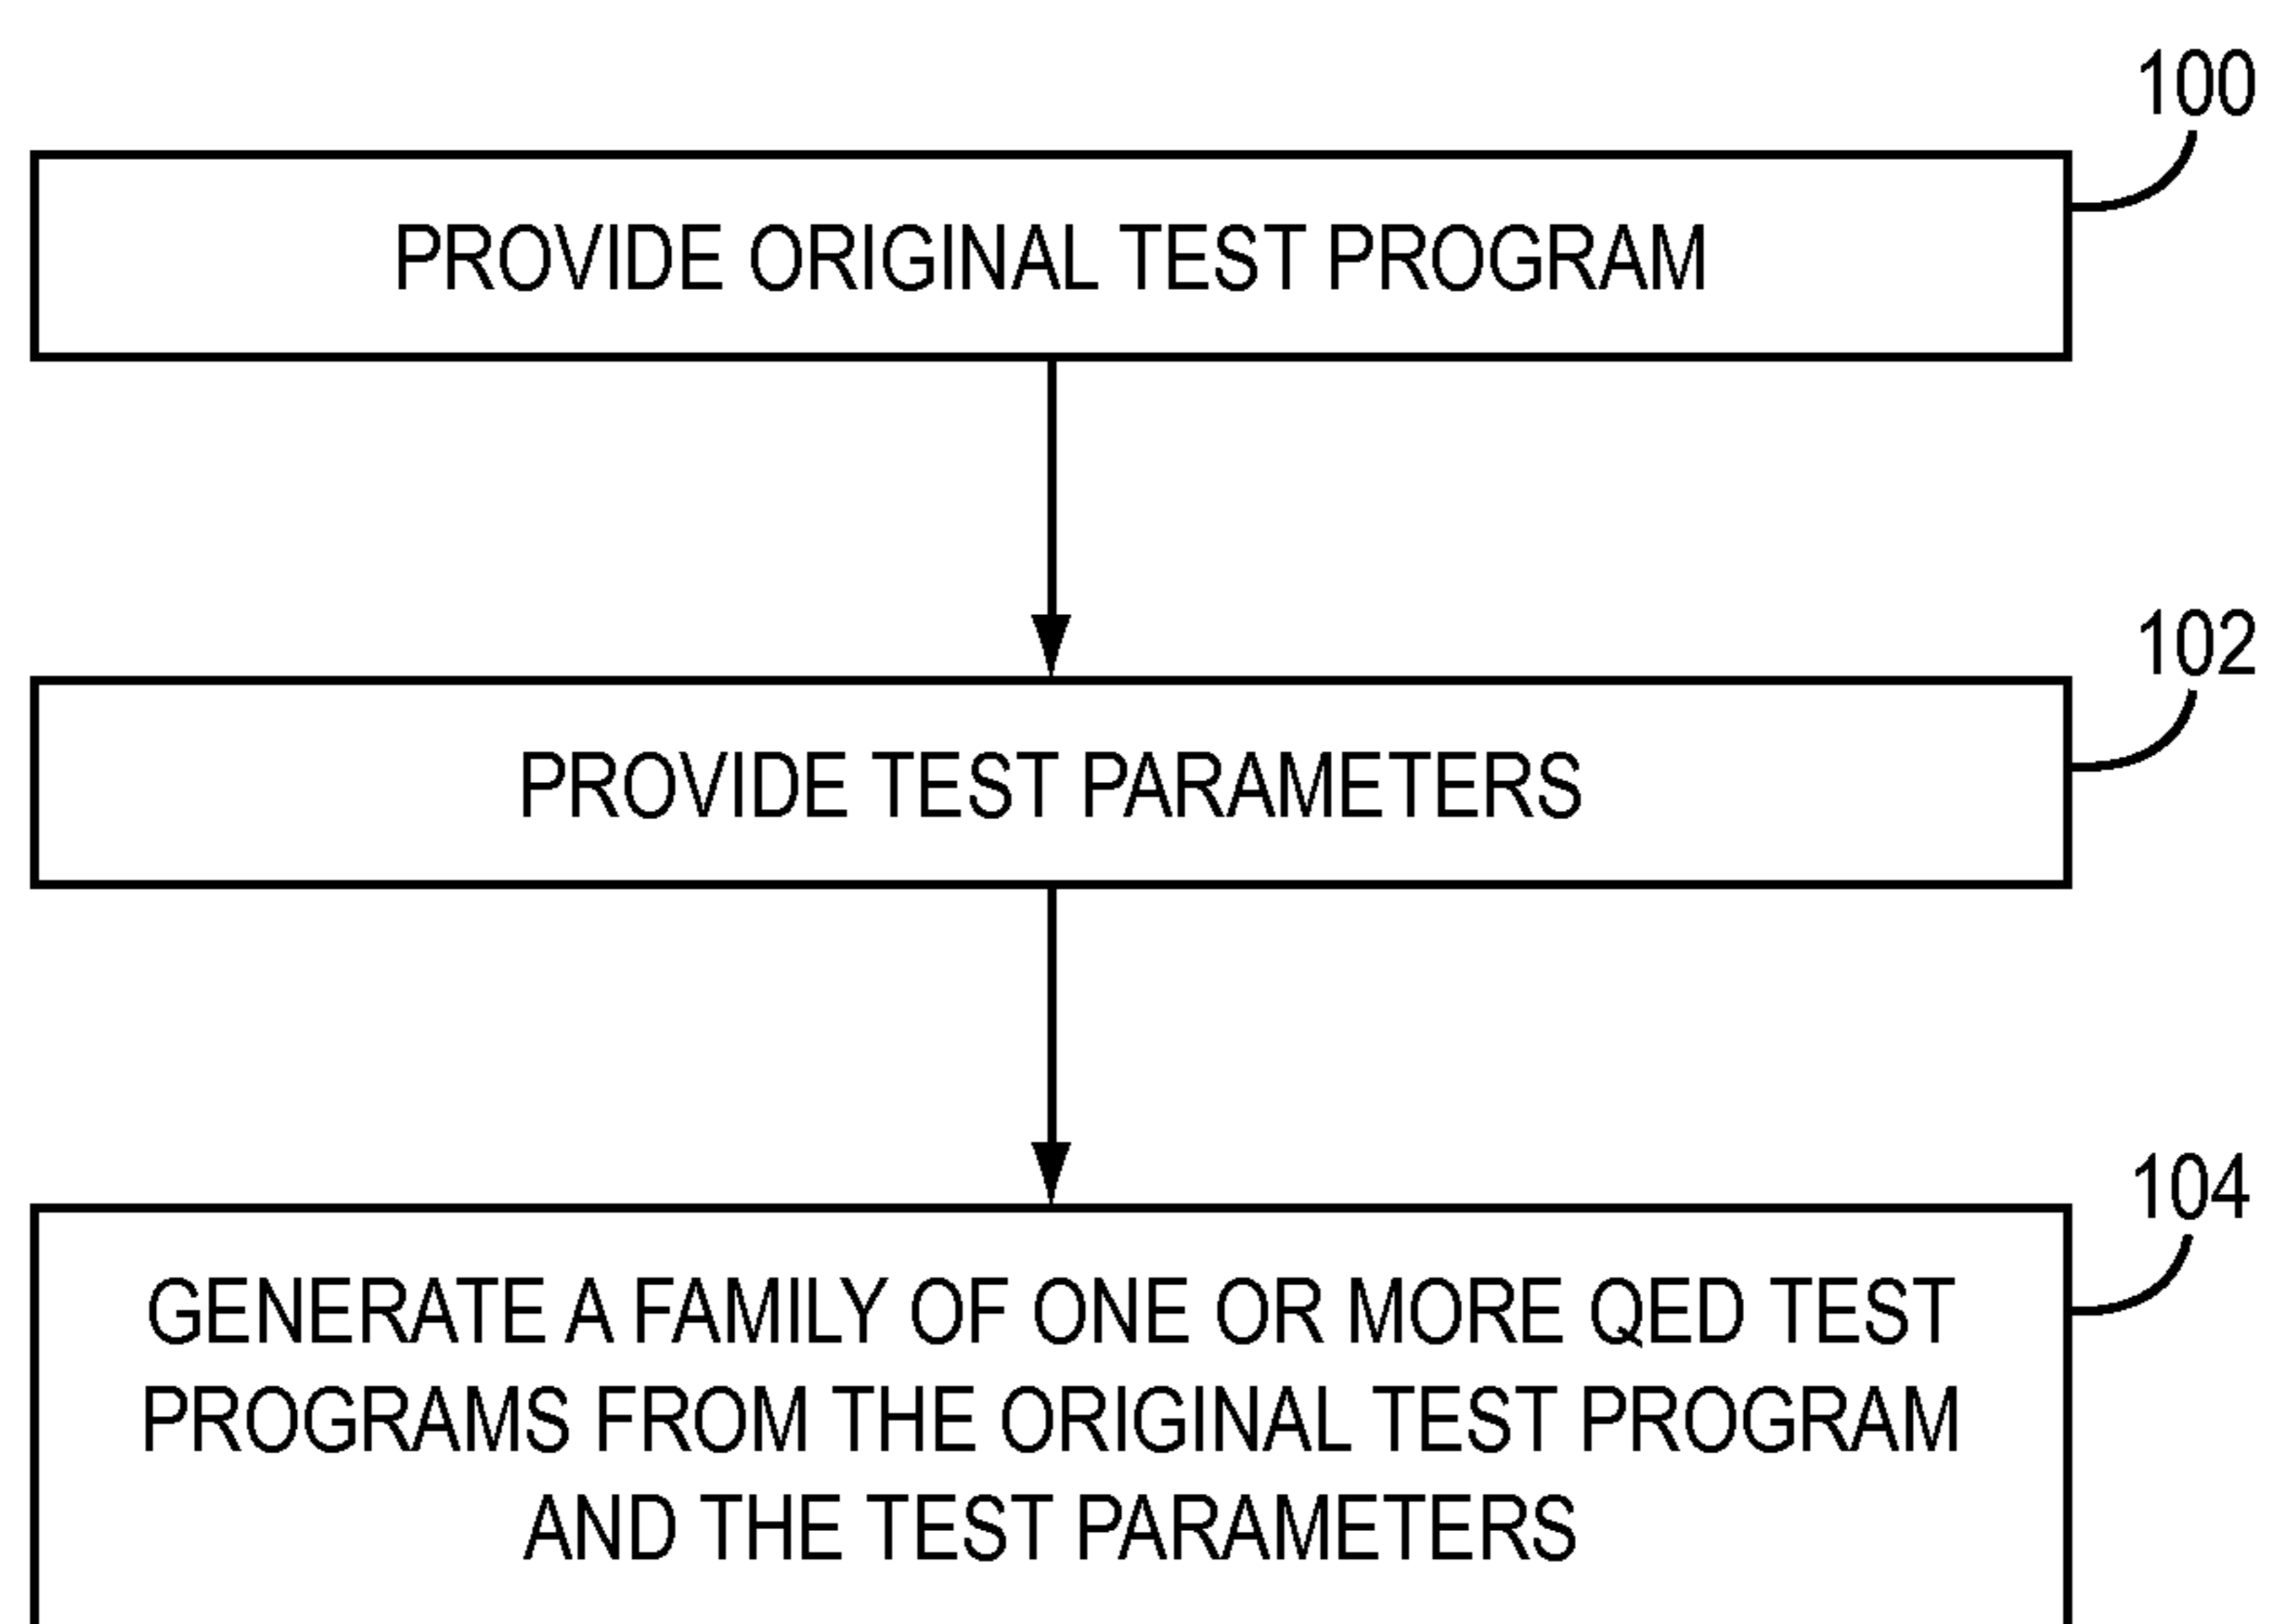 100
PROVIDE ORIGINAL TEST PROGRAM
102
PROVIDE TEST PARAMETERS
104
GENERATE A FAMILY OF ONE OR MORE QED TEST
PROGRAMS FROM THE ORIGINAL TEST PROGRAM
AND THE TEST PARAMETERS